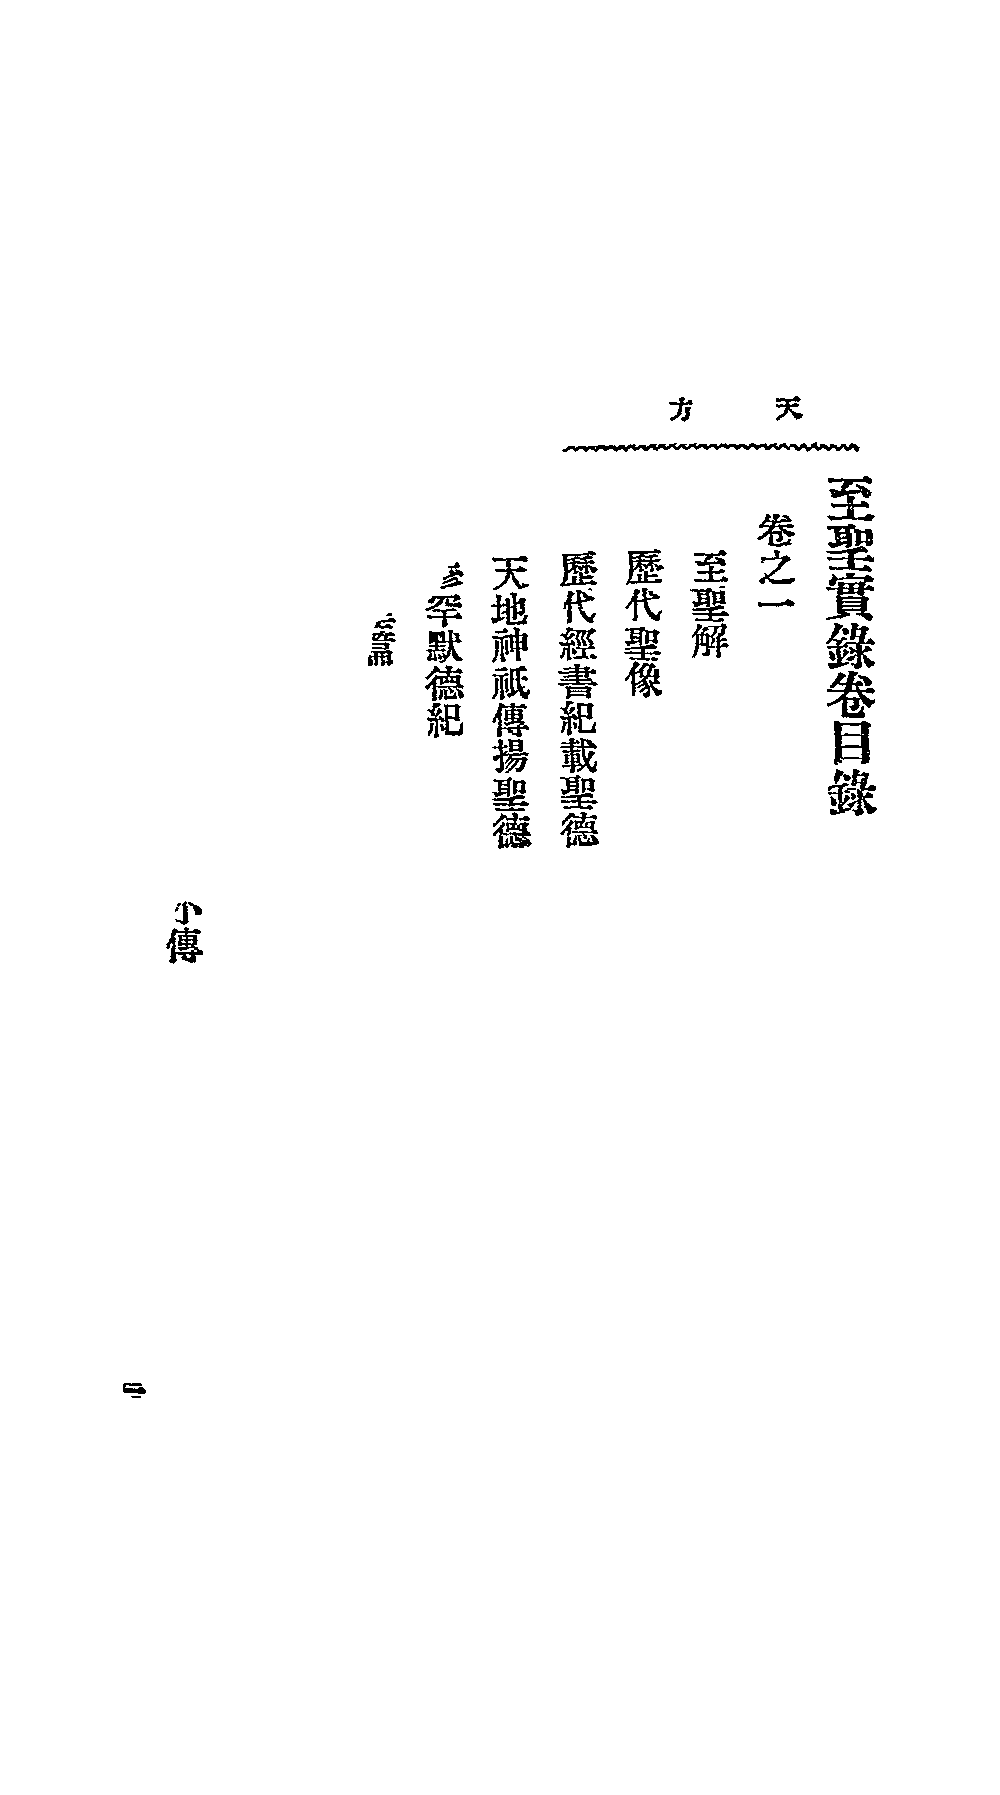 天方
至聖實錄卷目錄
卷之一
至聖解
歷代聖像
歷代經書紀載聖德
天地神祇傳揚聖德
罕默德紀
小傳